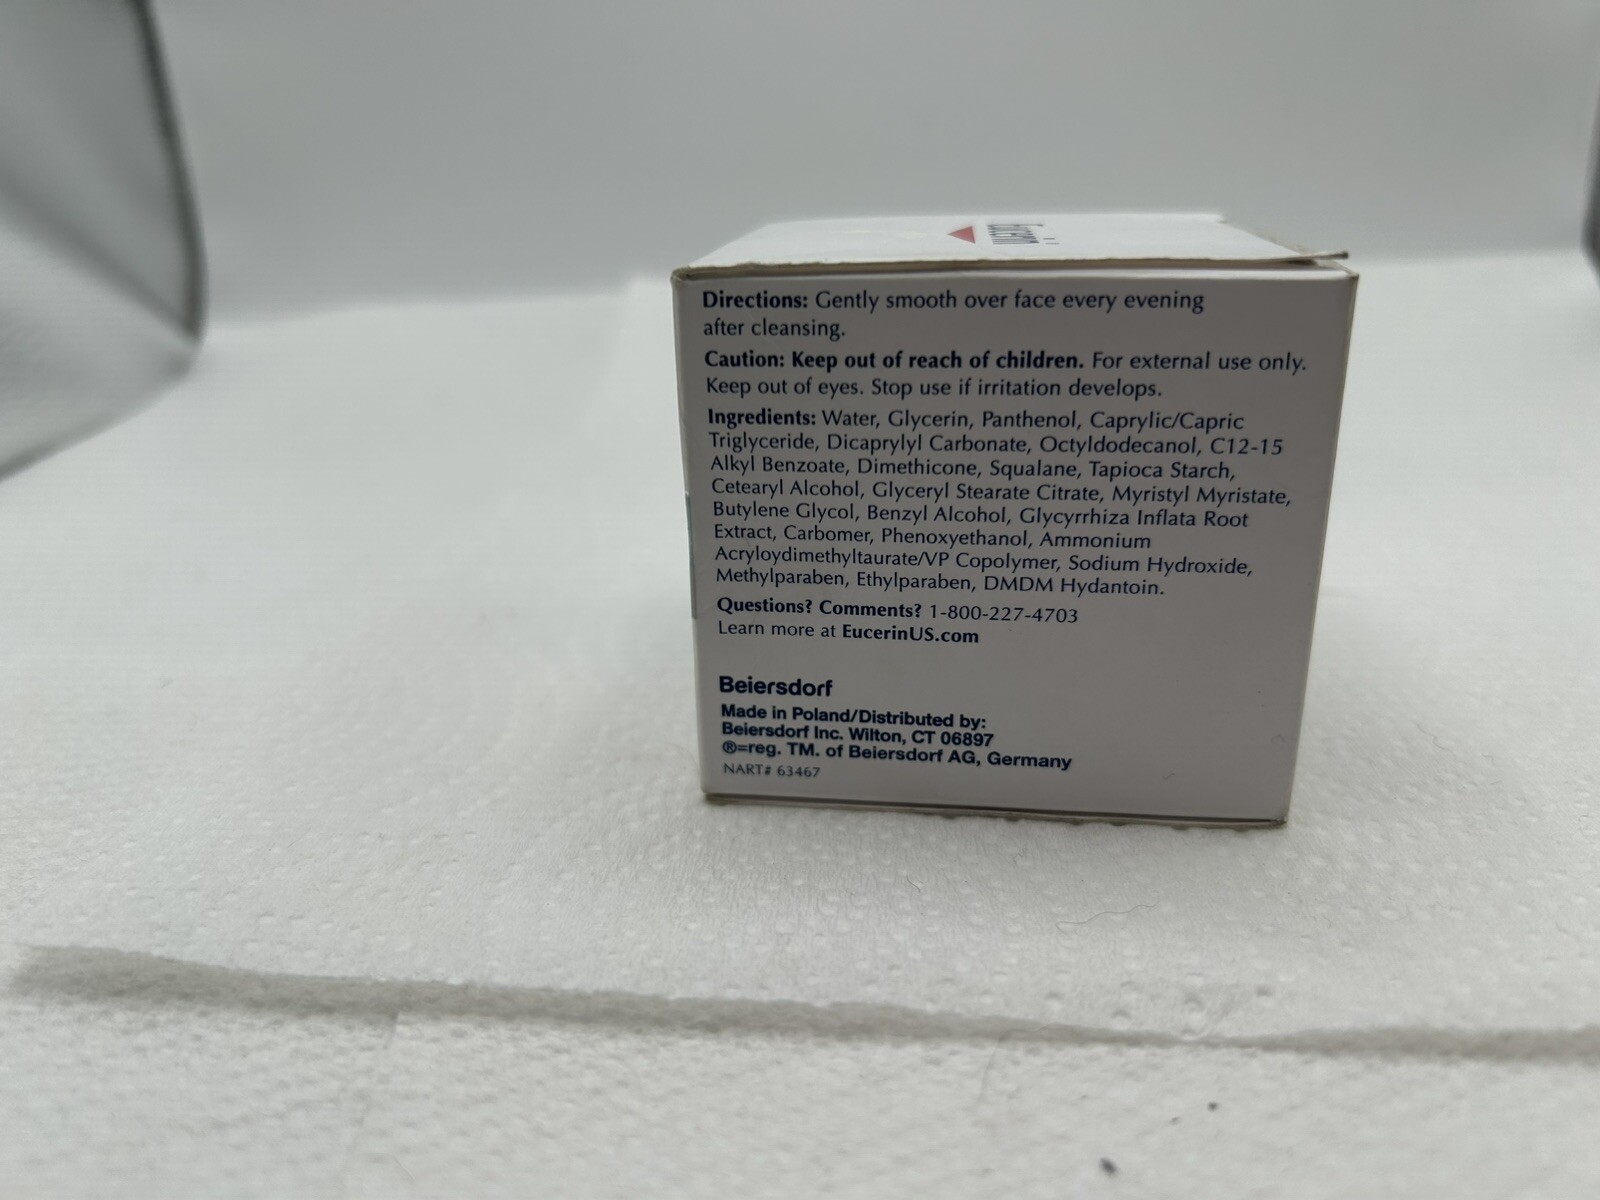 Eucerin
Directions: Gently smooth over face every evening
after cleansing.
Caution: Keep out of reach of children. For external use only.
Keep out of eyes. Stop use if irritation develops.
Ingredients: Water, Glycerin, Panthenol, Caprylic/Capric
Triglyceride, Dicaprylyl Carbonate, Octyldodecanol, C12-15
Alkyl Benzoate, Dimethicone, Squalane, Tapioca Starch,
Cetearyl Alcohol, Glyceryl Stearate Citrate, Myristyl Myristate,
Butylene Glycol, Benzyl Alcohol, Glycyrrhiza Inflata Root
Extract, Carbomer, Phenoxyethanol, Ammonium
Acryloydimethyltaurate/VP Copolymer, Sodium Hydroxide,
Methylparaben, Ethylparaben, DMDM Hydantoin.
Questions? Comments? 1-800-227-4703
Learn more at EucerinUS.com
Beiersdorf
Made in Poland/Distributed by:
Beiersdorf Inc. Wilton, CT 06897
®=reg. TM. of Beiersdorf AG, Germany
NART# 63467